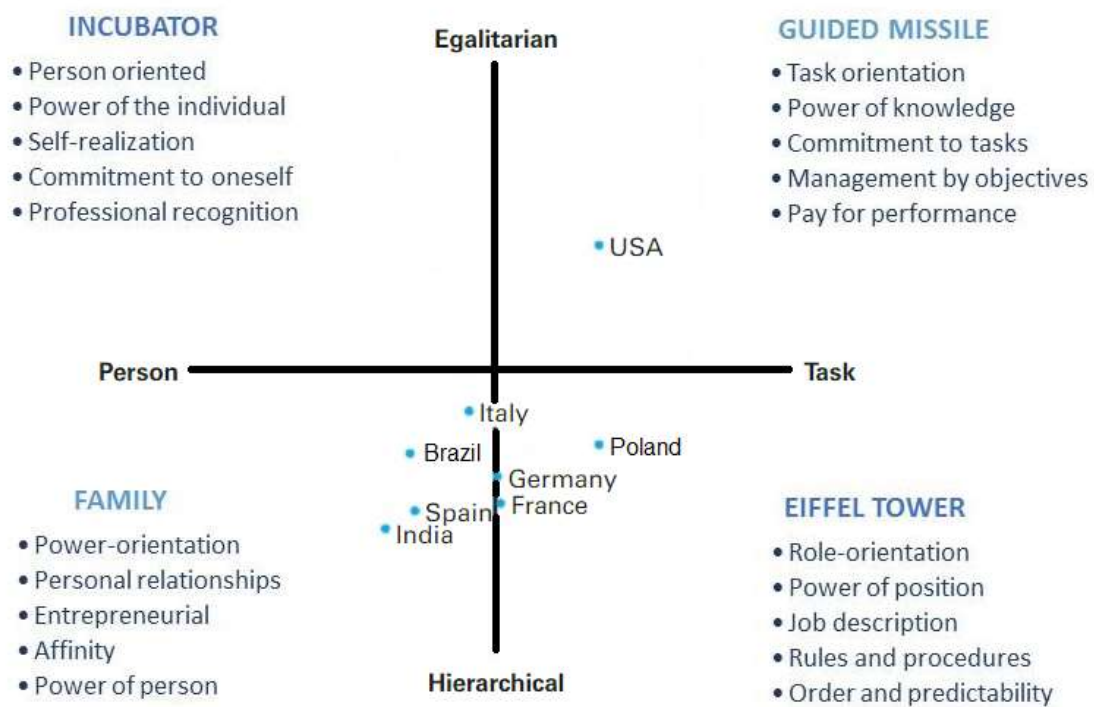 INCUBATOR
• Person oriented
• Power of the individual
• Self-realization
• Commitment to oneself
• Professional recognition
Egalitarian
GUIDED MISSILE
• Task orientation
• Power of knowledge
• Commitment to tasks
• Management by objectives
• Pay for performance
USA
Person
Task
Italy
Brazil
Poland
Germany
France
Spain
India
FAMILY
• Power-orientation
• Personal relationships
• Entrepreneurial
• Affinity
• Power of person
Hierarchical
EIFFEL TOWER
• Role-orientation
• Power of position
• Job description
• Rules and procedures
• Order and predictability